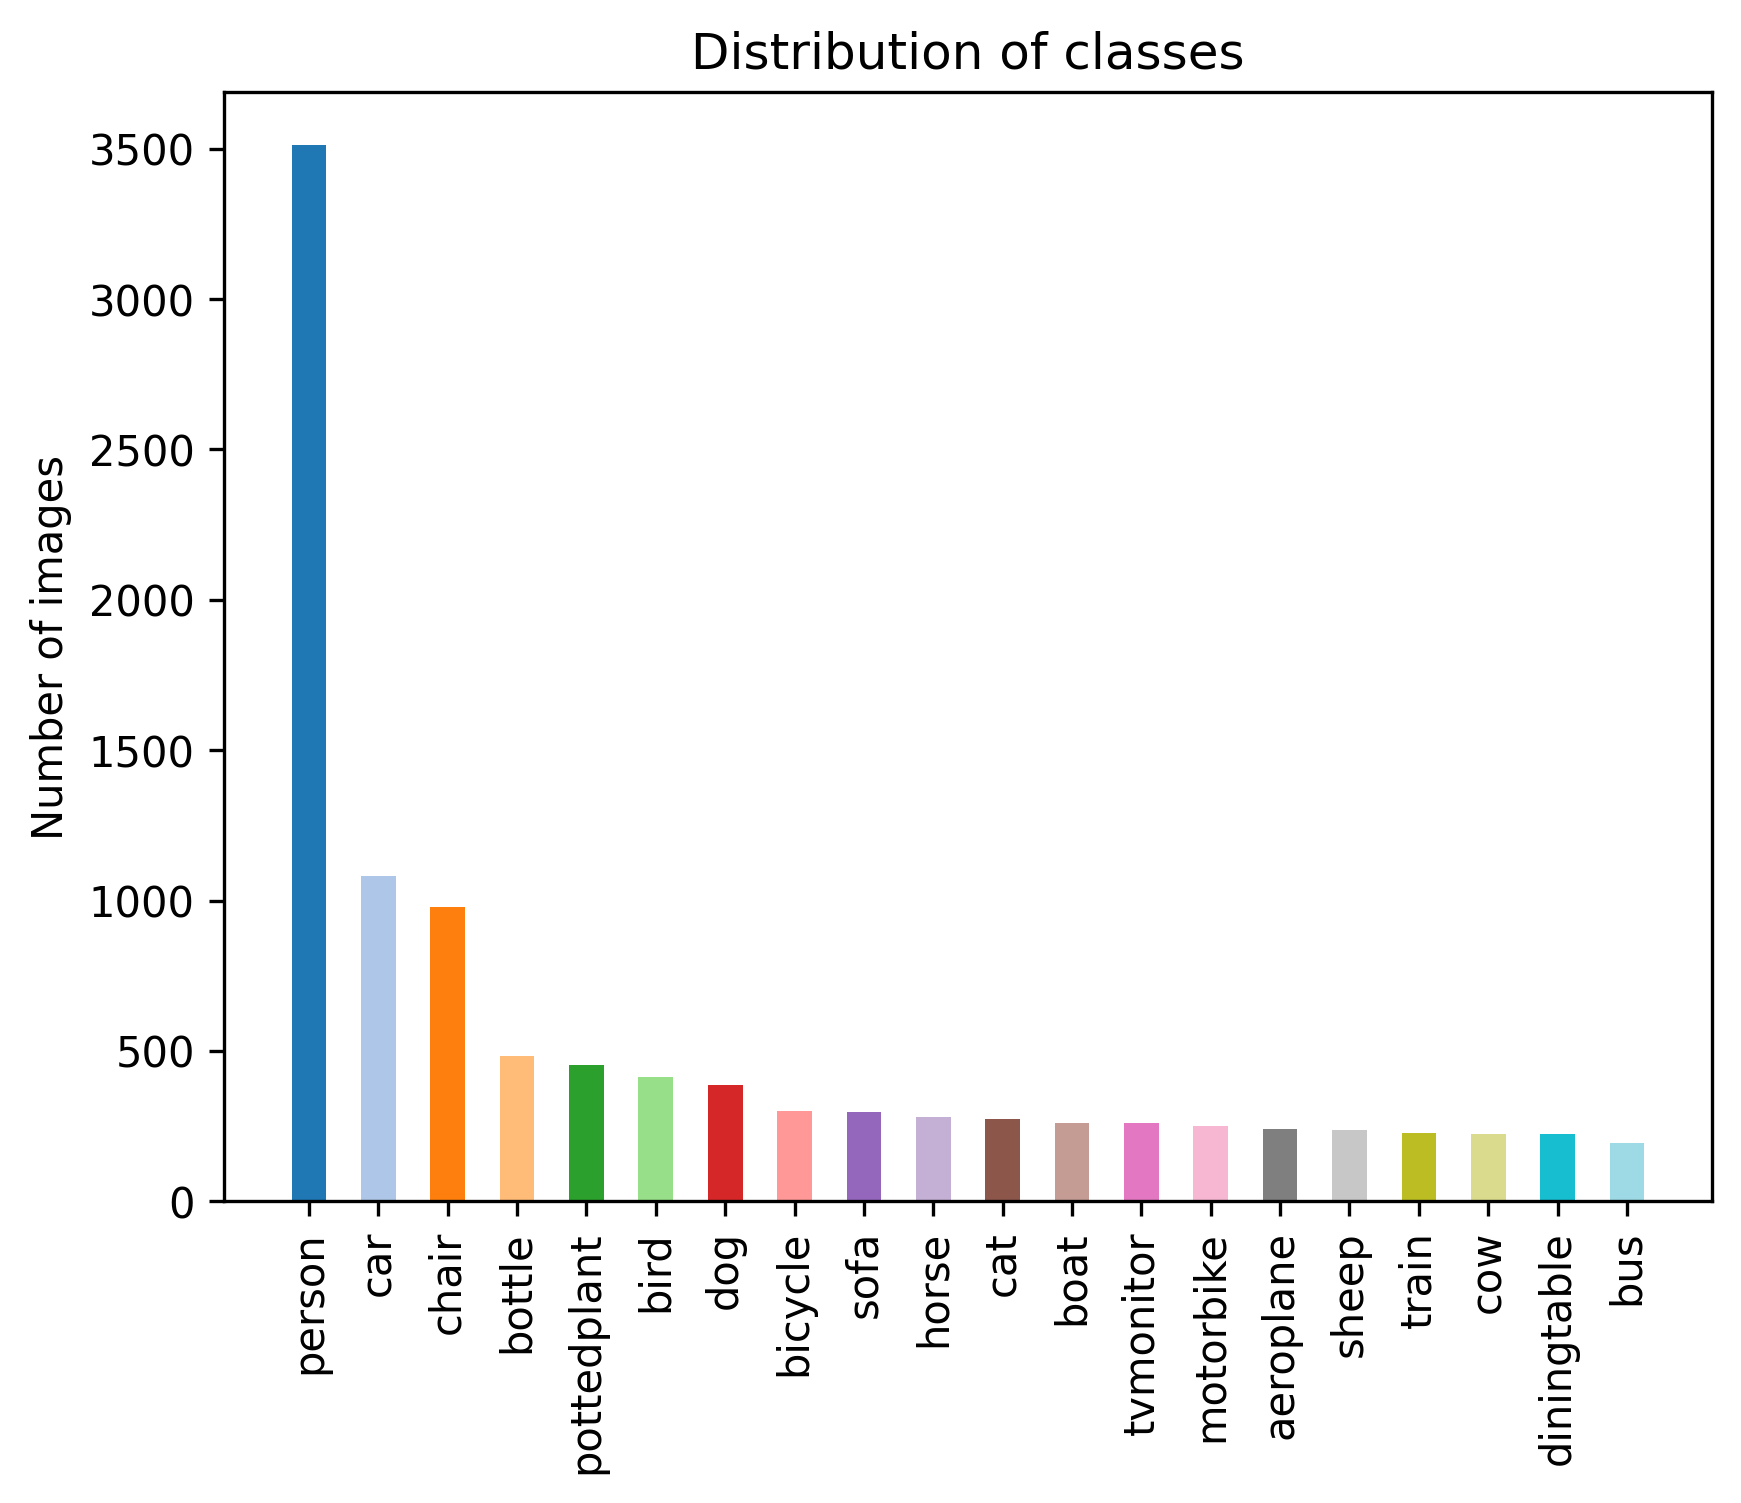 Distribution of classes
Number of images
3500
3000
2500
2000
1500
1000
500
0
person
car
chair
bottle
pottedplant
bird
dog
bicycle
sofa
horse
cat
boat
tvmonitor
motorbike
aeroplane
sheep
train
cow
diningtable
bus